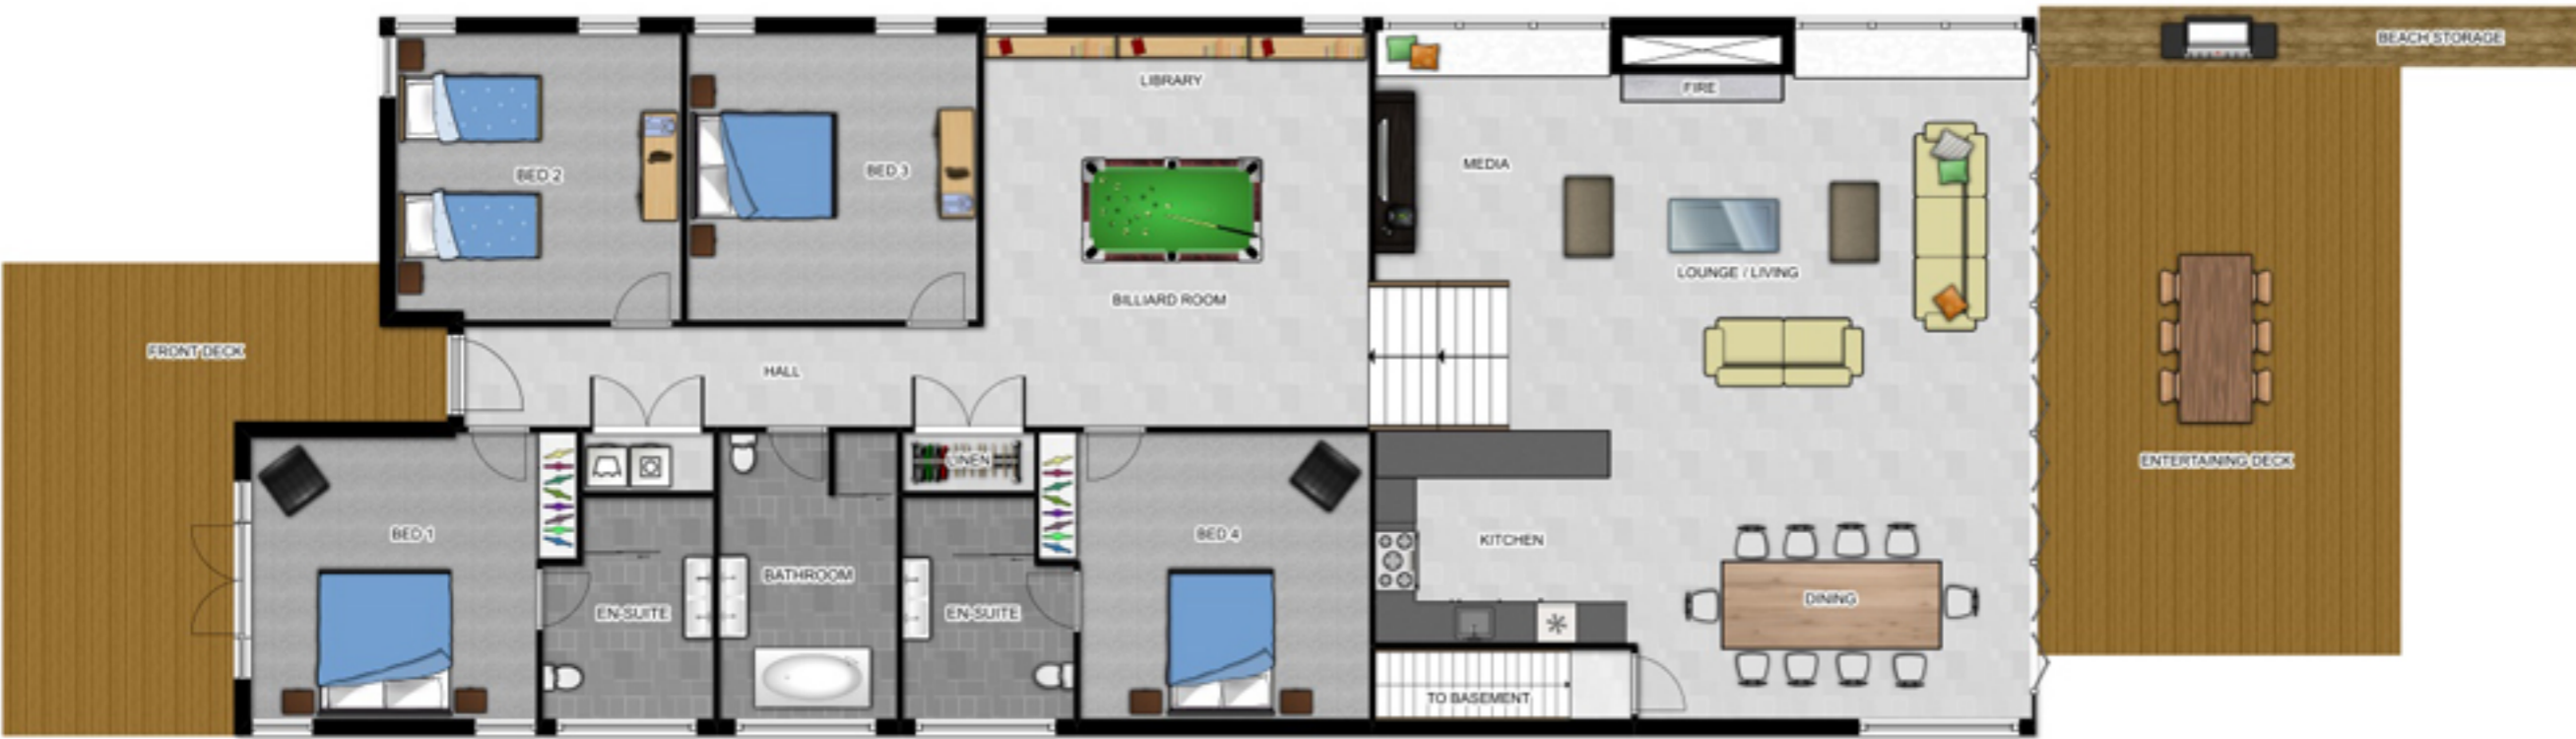 BEACH STORAGE
LIBRARY
FIRE
MEDIA
BED 2
BED 3
LOUNGE / LIVING
BILLIARD ROOM
FRONT DECK
HALL
LINEN
ENTERTAINING DECK
BED 1
BED 4
KITCHEN
BATHROOM
EN-SUITE
EN-SUITE
DINING
TO BASEMENT